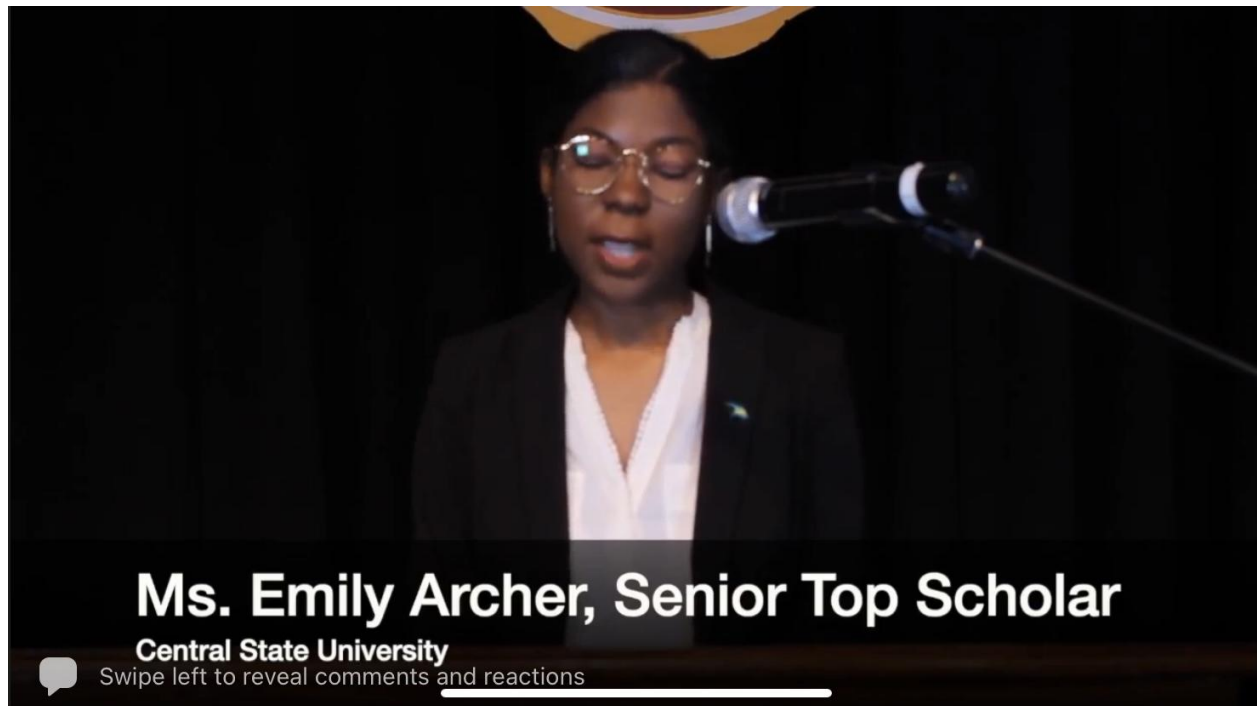 Ms. Emily Archer, Senior Top Scholar
Central State University
Swipe left to reveal comments and reactions